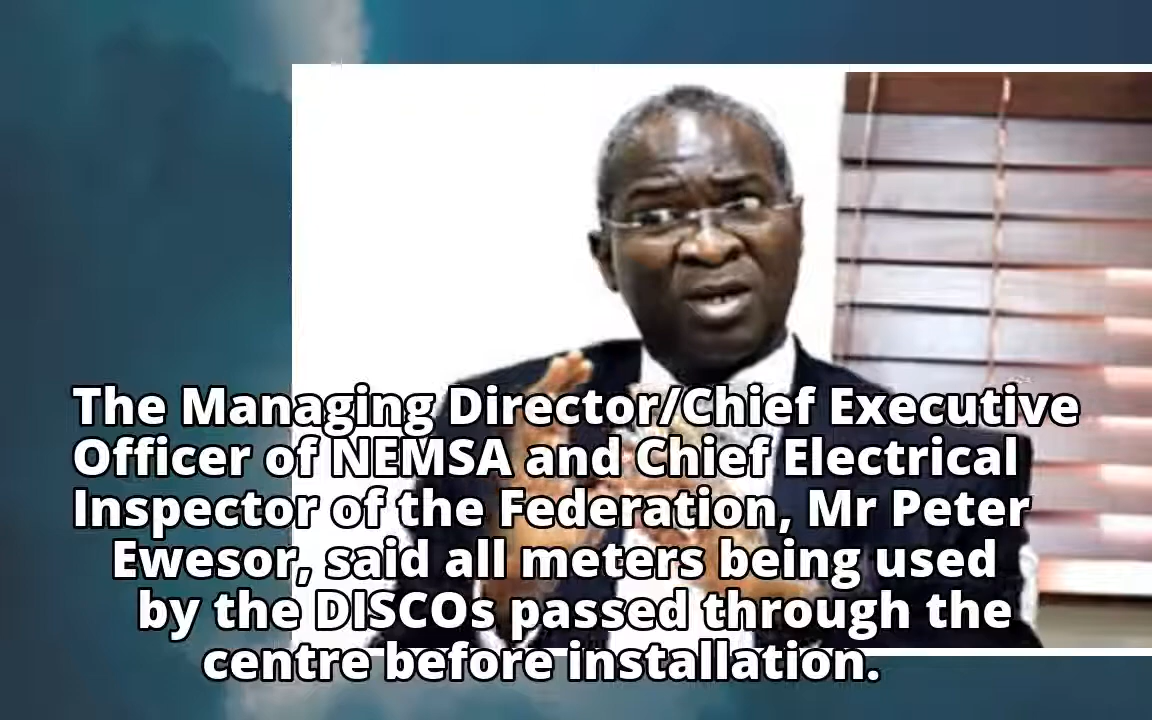 The Managing Director/Chief Executive
Officer of NEMSA and Chief Electrical
Inspector of the Federation, Mr Peter
Ewesor, said all meters being used
by the DISCOs passed through the
centre before installation.